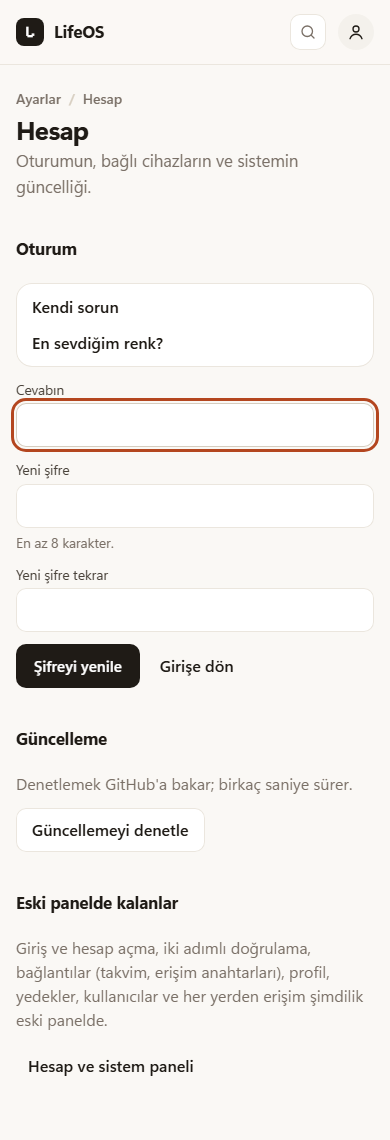 LifeOS
Ayarlar / Hesap
Hesap
Oturumun, bağlı cihazların ve sistemin
güncelliği.
Oturum
Kendi sorun
En sevdiğim renk?
Cevabın
Yeni şifre
En az 8 karakter.
Yeni şifre tekrar
Şifreyi yenile
Girişe dön
Güncelleme
Denetlemek GitHub'a bakar; birkaç saniye sürer.
Güncellemeyi denetle
Eski panelde kalanlar
Giriş ve hesap açma, iki adımlı doğrulama,
bağlantılar (takvim, erişim anahtarları), profil,
yedekler, kullanıcılar ve her yerden erişim şimdilik
eski panelde.
Hesap ve sistem paneli